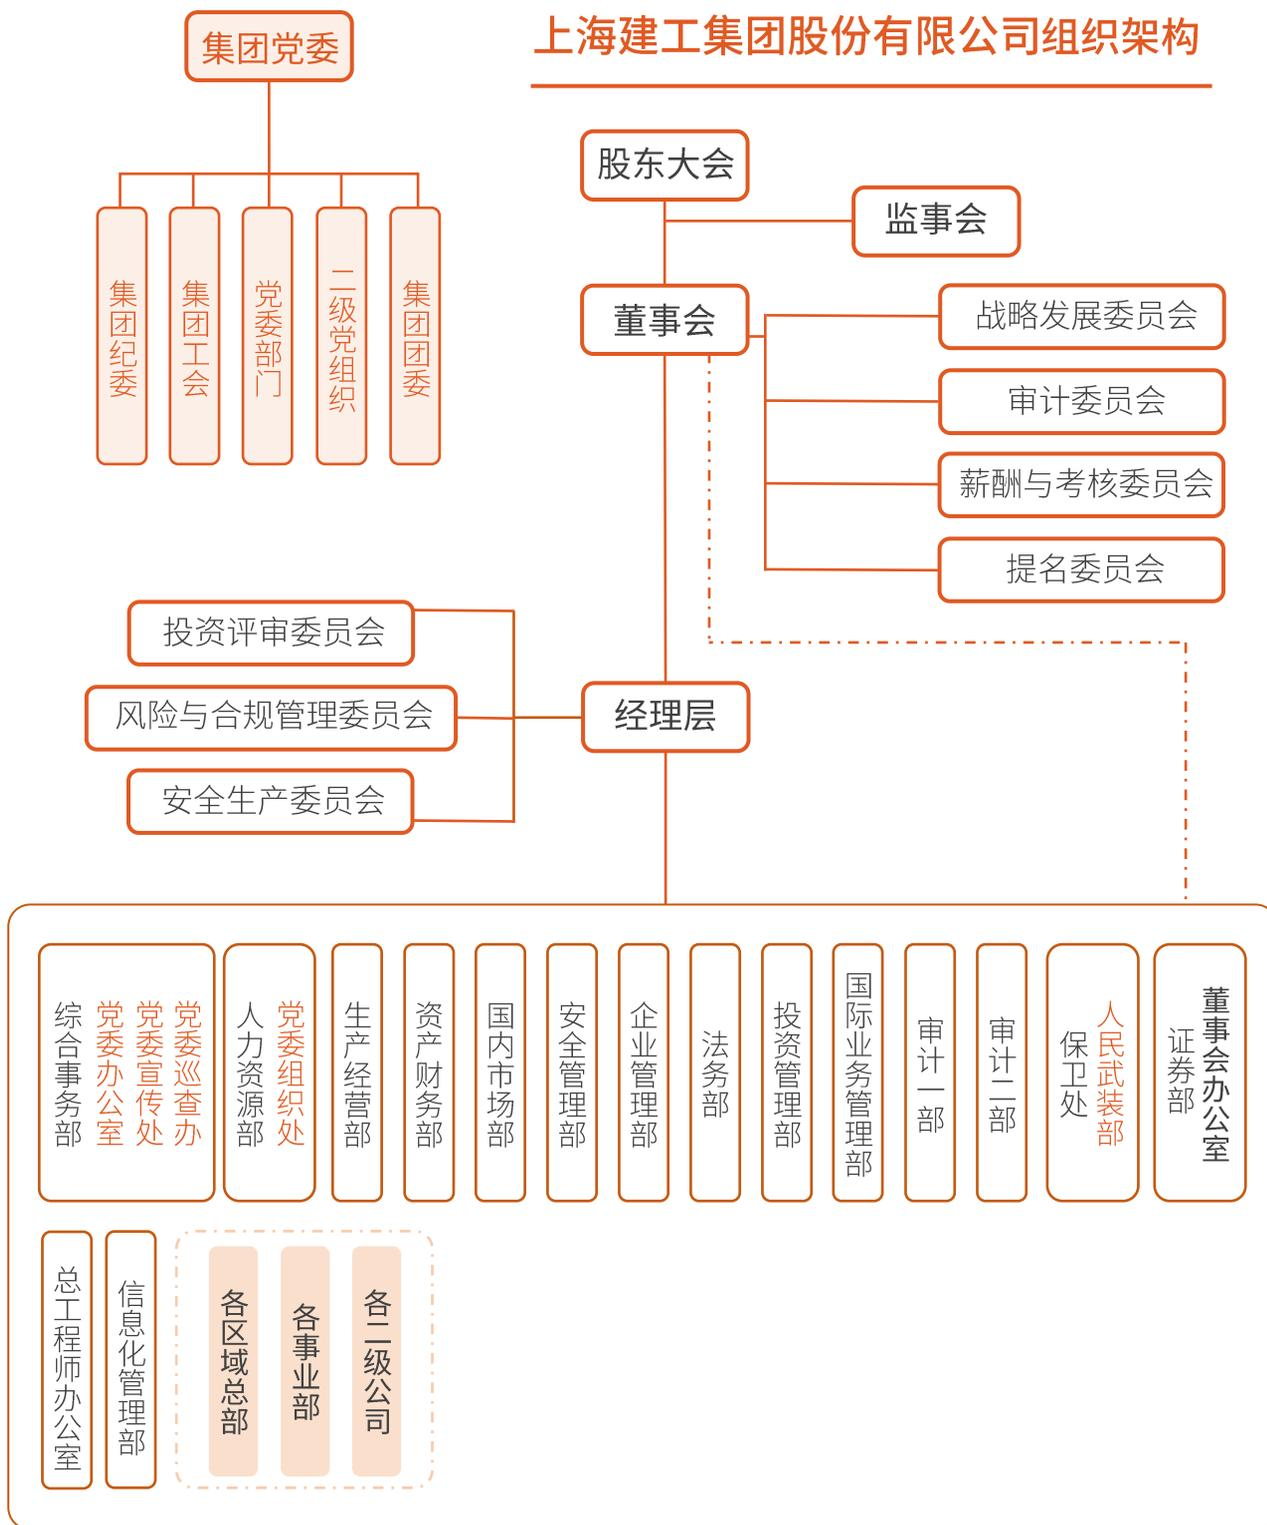 上海建工集团股份有限公司组织架构
集团党委
集团纪委
集团工会
党委部门
二级党组织
集团团委
股东大会
监事会
董事会
战略发展委员会
审计委员会
薪酬与考核委员会
提名委员会
投资评审委员会
风险与合规管理委员会
安全生产委员会
经理层
综合事务部
党委办公室
党委宣传处
党委巡查办
人力资源部
党委组织处
生产经营部
资产财务部
国内市场部
安全管理部
企业管理部
法务部
投资管理部
国际业务管理部
审计一部
审计二部
保卫处
人民武装部
证券部
董事会办公室
总工程师办公室
信息化管理部
各区域总部
各事业部
各二级公司